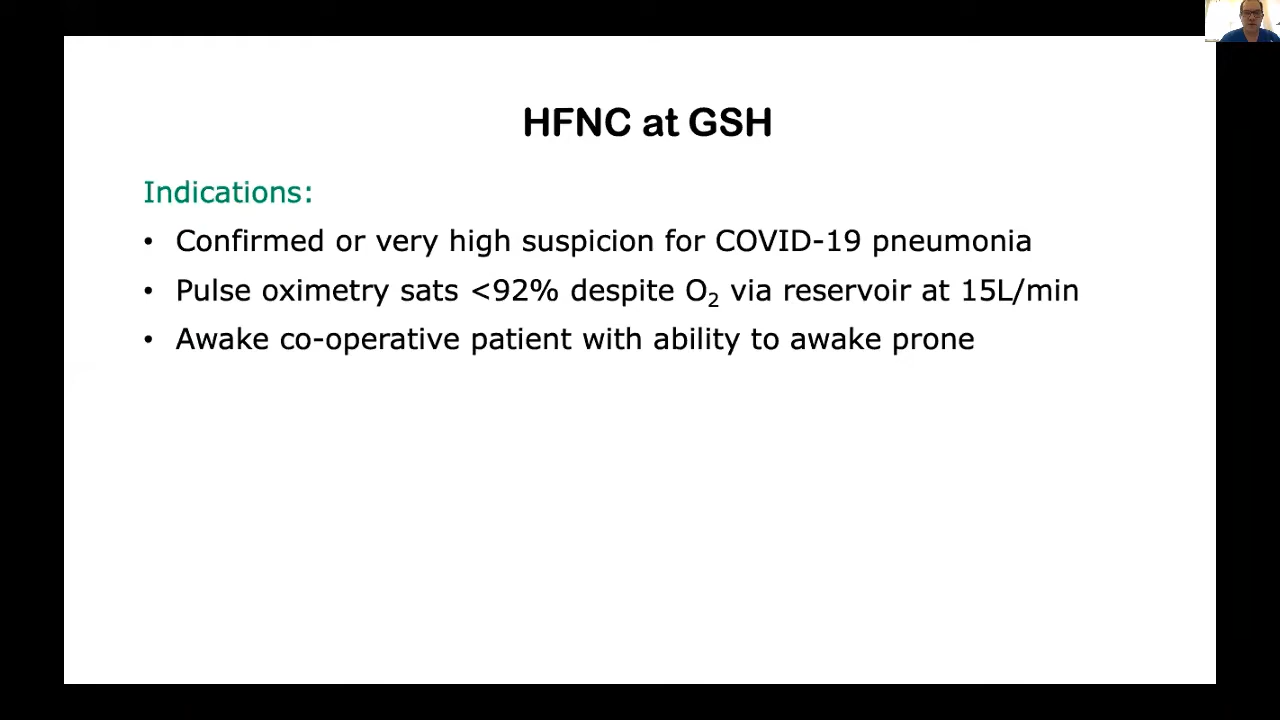 HFNC at GSH
Indications:
• Confirmed or very high suspicion for COVID-19 pneumonia
• Pulse oximetry sats <92% despite O₂ via reservoir at 15L/min
• Awake co-operative patient with ability to awake prone